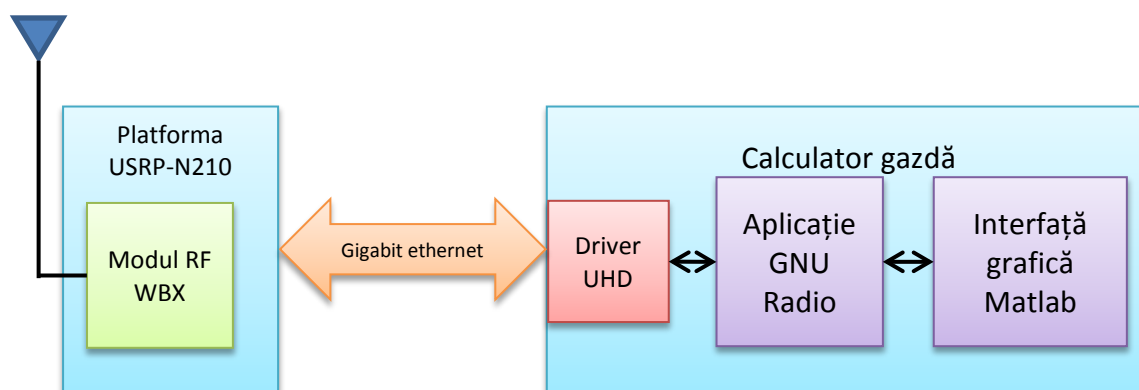 Platforma
USRP-N210
Modul RF
WBX
Gigabit ethernet
Calculator gazdă
Driver
UHD
Aplicație
GNU
Radio
Interfață
grafică
Matlab